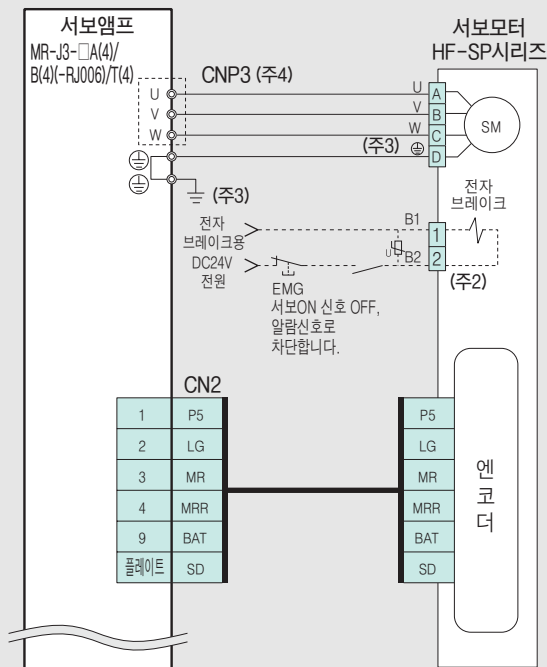 서보앰프
MR-J3-□A(4)/
B(4)(-RJ006)/T(4)
서보모터
HF-SP시리즈
CNP3 (주4)
U
V
W
U
V
W
(주3)
A
B
C
D
SM
(주3)
전자
브레이크용
DC24V
전원
EMG
서보ON 신호 OFF,
알람신호로
차단합니다.
U
B1
B2
1
2
전자
브레이크
(주2)
CN2
1 P5
2 LG
3 MR
4 MRR
9 BAT
플레이트 SD
P5
LG
MR
MRR
BAT
SD
엔코더